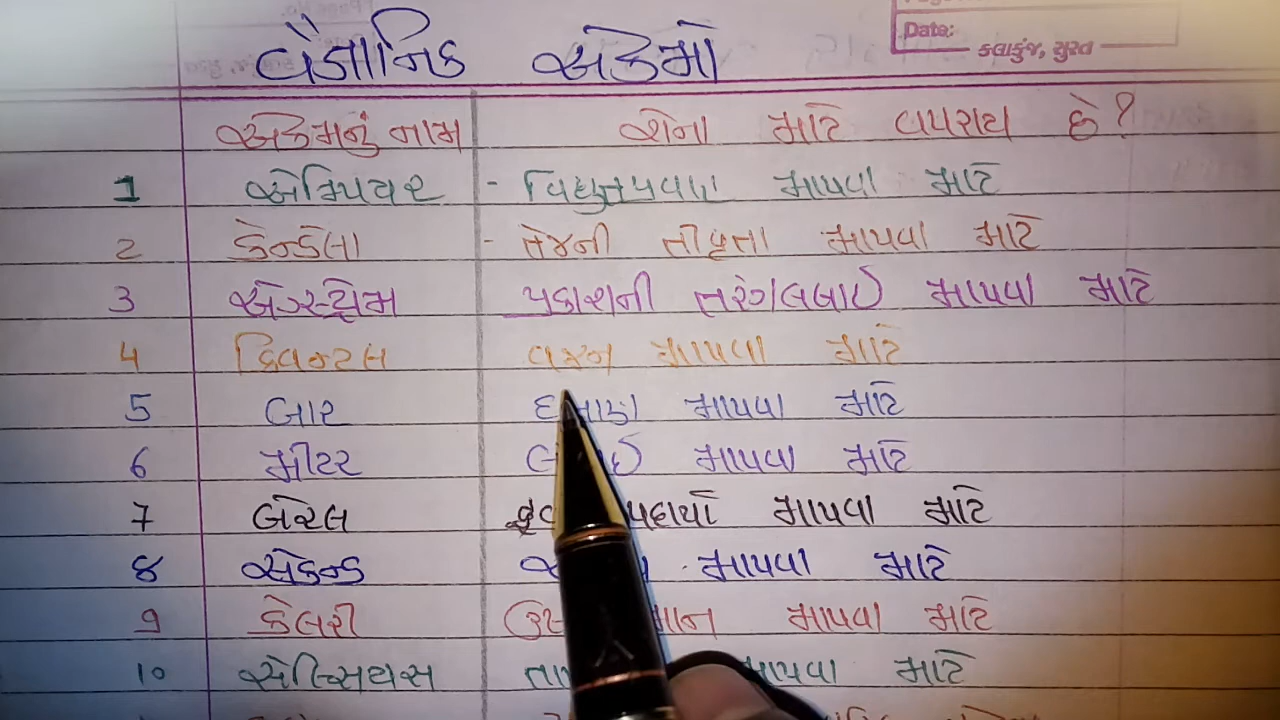 Date:
કલાકુંજ, સુરત
વૈજ્ઞાનિક એકમો
એકમનું નામ શેના માટે વપરાય છે?
1 એમ્પિયર - વિદ્યુતપ્રવાહ માપવા માટે
2 કેન્ડેલા - તેજની તીવ્રતા માપવા માટે
3 એંગ્સ્ટ્રોમ પ્રકાશની તરંગલંબાઈ માપવા માટે
4 ક્વિન્ટલ વજન માપવા માટે
5 બાર માપવા માટે
6 મીટર માપવા માટે
7 બેરલ પદાર્થો માપવા માટે
8 સેકન્ડ માપવા માટે
9 કેલરી માપવા માટે
10 સેલ્સિયસ માપવા માટે